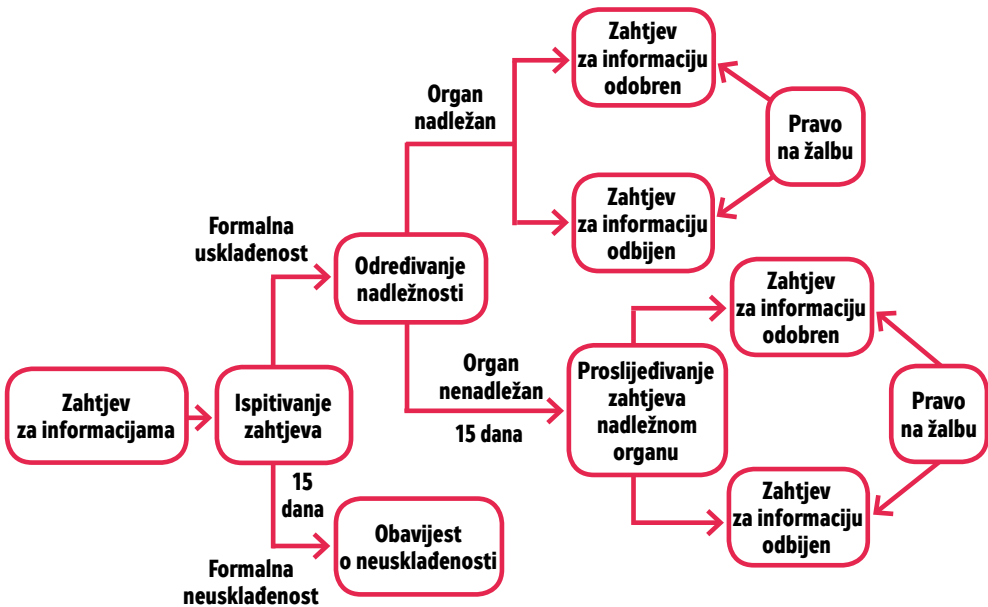 Zahtjev
za informacijama
Ispitivanje
zahtjeva
Formalna
usklađenost
15
dana
Formalna
neusklađenost
Obavijest
o neusklađenosti
Određivanje
nadležnosti
Organ
nadležan
Zahtjev
za informaciju
odobren
Zahtjev
za informaciju
odbijen
Pravo
na žalbu
Organ
nenadležan
15 dana
Proslijeđivanje
zahtjeva
nadležnom
organu
Zahtjev
za informaciju
odobren
Zahtjev
za informaciju
odbijen
Pravo
na žalbu